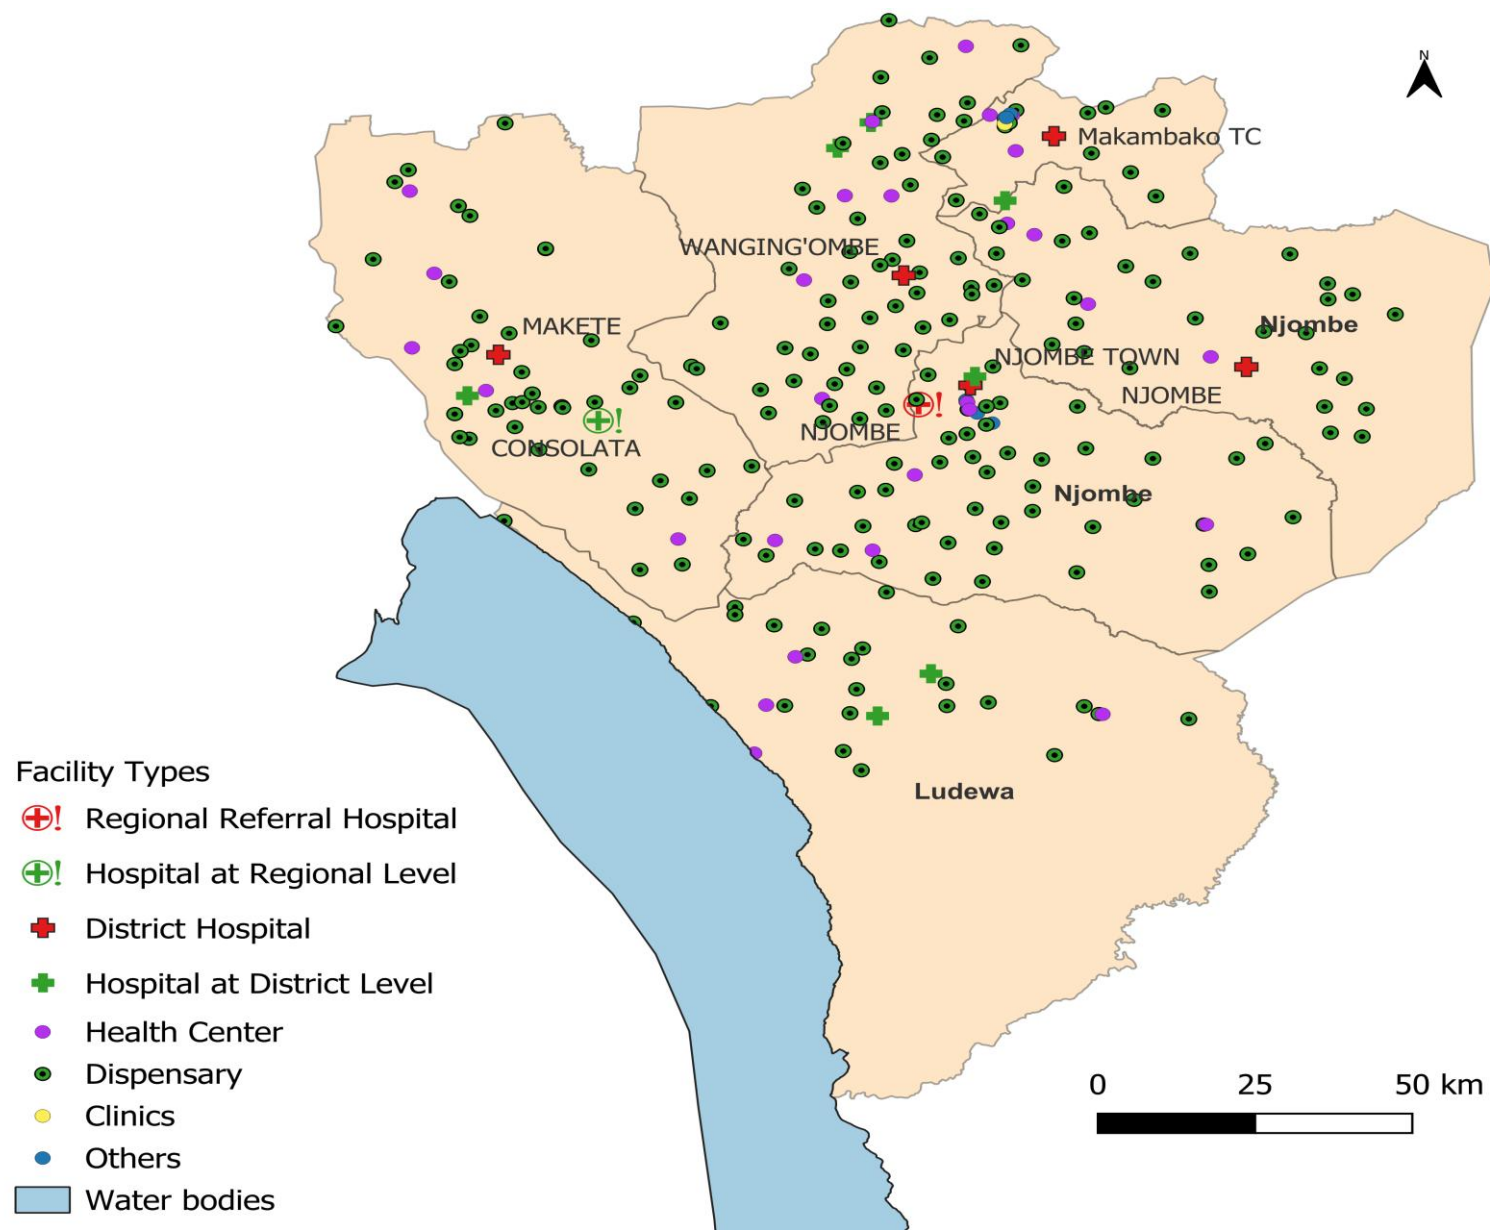 N
Makambako TC
WANGING'OMBE
Njombe
MAKETE
NJOMBE TOWN
NJOMBE
NJOMBE
CONSOLATA
Njombe
Ludewa
Facility Types
Regional Referral Hospital
Hospital at Regional Level
District Hospital
Hospital at District Level
Health Center
Dispensary
Clinics
Others
Water bodies
0 25 50 km